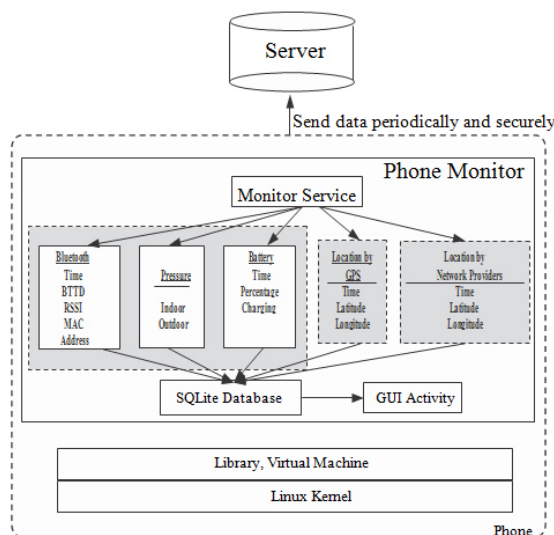 Server
Send data periodically and securely
Phone Monitor
Monitor Service
Bluetooth
Time
BTTD
RSSI
MAC
Address
Pressure
Indoor
Outdoor
Battery
Time
Percentage
Charging
Location by
GPS
Time
Latitude
Longitude
Location by
Network Providers
Time
Latitude
Longitude
SQLite Database
GUI Activity
Library, Virtual Machine
Linux Kernel
Phone